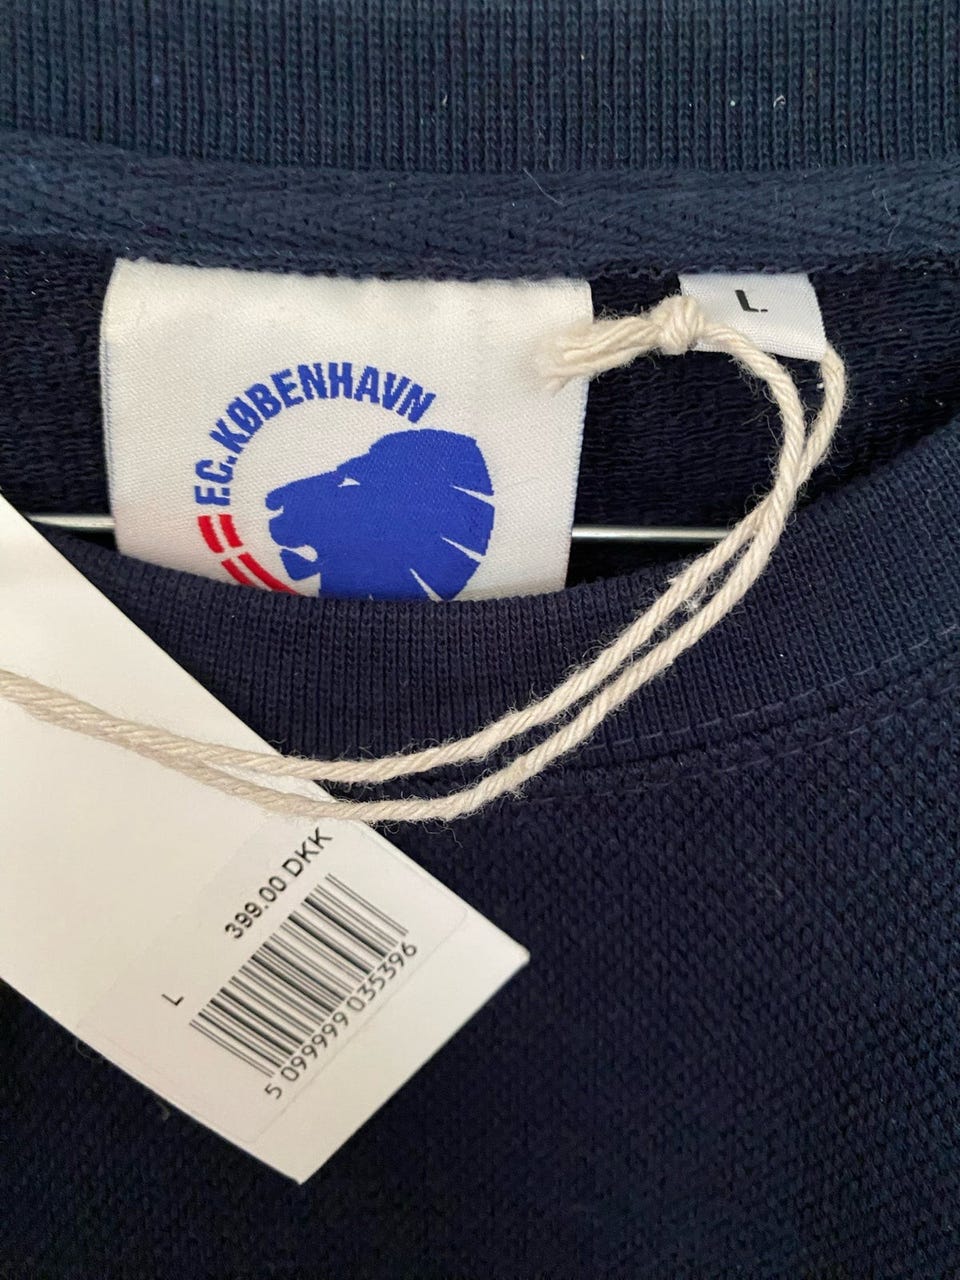 F.C. KØBENHAVN
L.
399.00 DKK
L
5 099999 035396